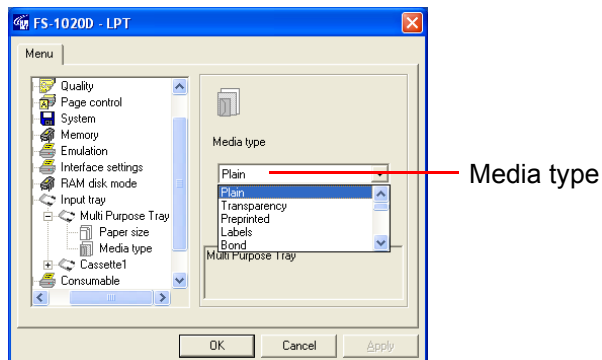 FS-1020D - LPT
Menu
Quality
Page control
System
Memory
Emulation
Interface settings
RAM disk mode
Input tray
Multi Purpose Tray
Paper size
Media type
Cassette1
Consumable
Media type
Plain
Plain
Transparency
Preprinted
Labels
Bond
Multi Purpose Tray
OK
Cancel
Apply
Media type